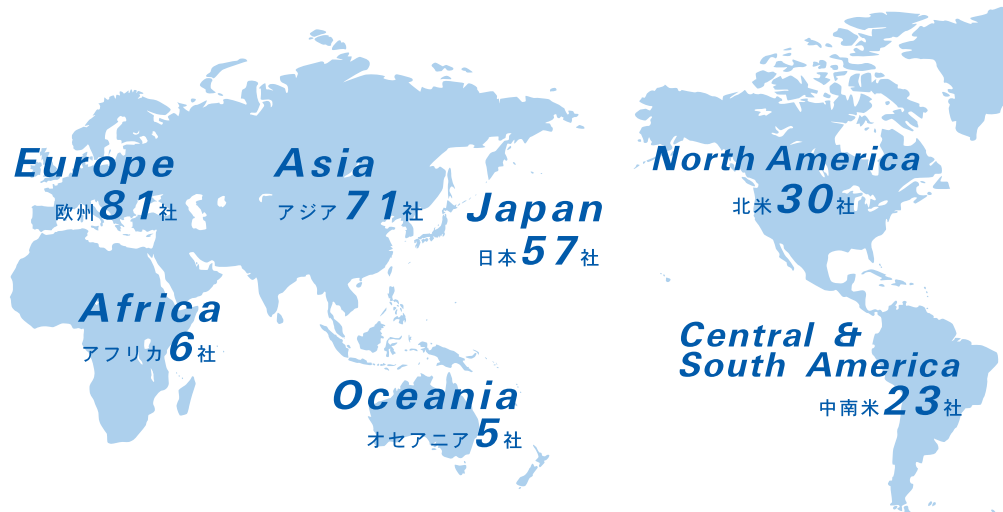 Europe
欧州81社
Asia
アジア71社
Japan
日本57社
North America
北米30社
Africa
アフリカ6社
Oceania
オセアニア5社
Central &
South America
中南米23社